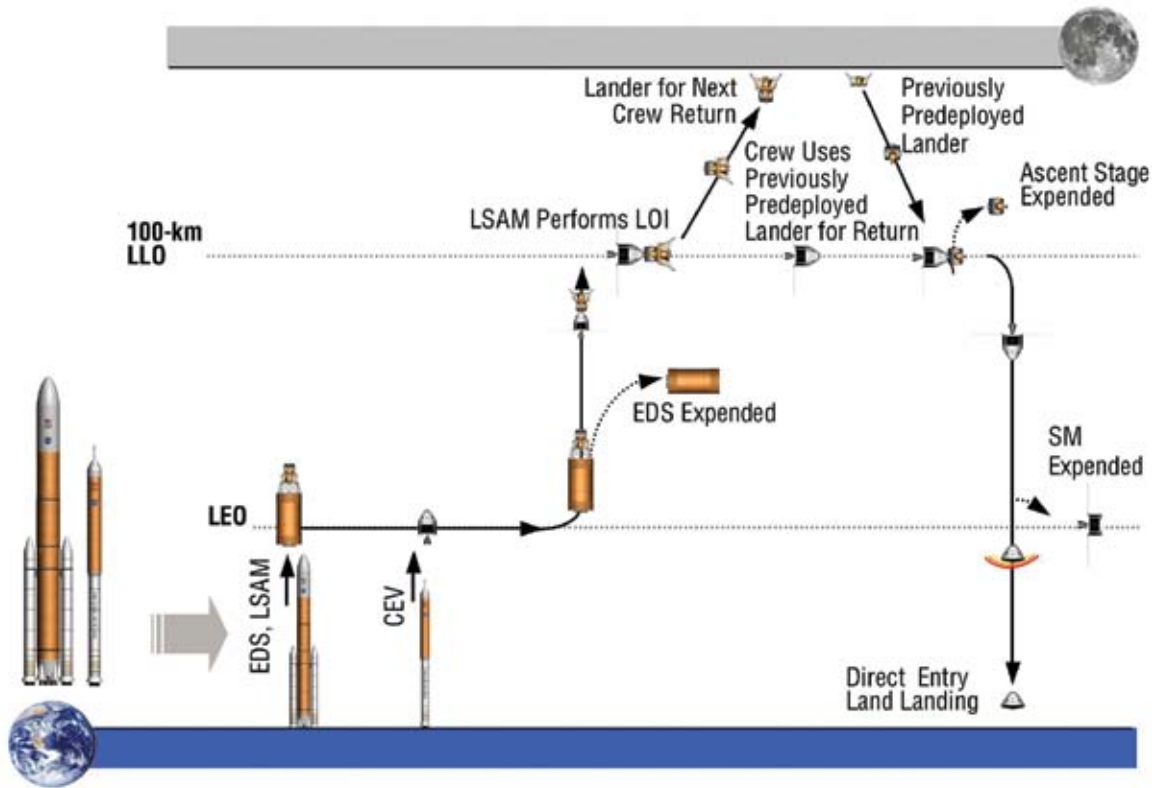 Lander for Next
Crew Return
Previously
Predeployed
Lander
Crew Uses
Previously
Predeployed
Lander for Return
Ascent Stage
Expended
LSAM Performs LOI
100-km
LLO
EDS Expended
SM
Expended
LEO
EDS, LSAM
CEV
Direct Entry
Land Landing